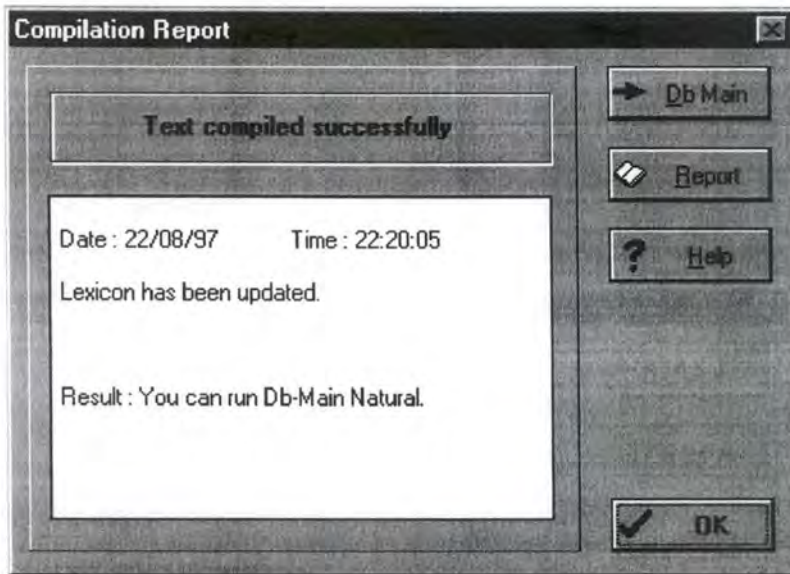 Compilation Report
Text compiled successfully
Date : 22/08/97 Time : 22:20:05
Lexicon has been updated.
Result : You can run Db-Main Natural.
Db Main
Report
Help
OK